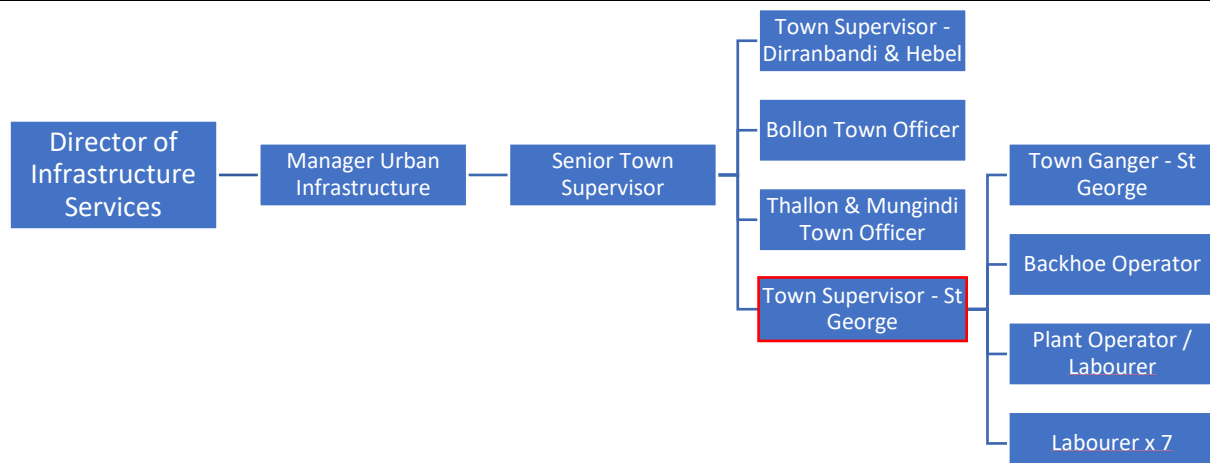 Director of
Infrastructure
Services
Manager Urban
Infrastructure
Senior Town
Supervisor
Town Supervisor -
Dirranbandi & Hebel
Bollon Town Officer
Thallon & Mungindi
Town Officer
Town Supervisor - St
George
Town Ganger - St
George
Backhoe Operator
Plant Operator /
Labourer
Labourer x 7